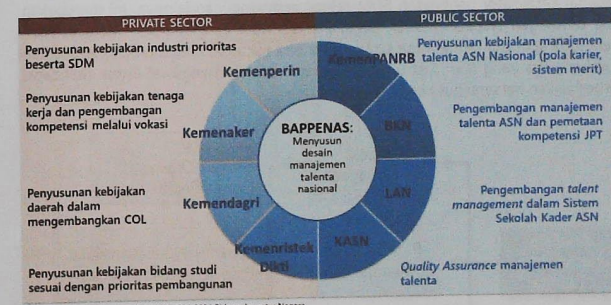 PRIVATE SECTOR
PUBLIC SECTOR
Penyusunan kebijakan industri prioritas
beserta SDM
Kemenperin
Penyusunan kebijakan tenaga
kerja dan pengembangan
kompetensi melalui vokasi
Kemenaker
Penyusunan kebijakan
daerah dalam
mengembangkan COL
Kemendagri
Penyusunan kebijakan bidang studi
sesuai dengan prioritas pembangunan
Kemenristek
Dikti
BAPPENAS:
Menyusun
desain
manajemen
talenta
nasional
KemenPANRB
Penyusunan kebijakan manajemen
talenta ASN Nasional (pola karier,
sistem merit)
BKN
Pengembangan manajemen
talenta ASN dan pemetaan
kompetensi JPT
LAN
Pengembangan talent
management dalam Sistem
Sekolah Kader ASN
KASN
Quality Assurance manajemen
talenta